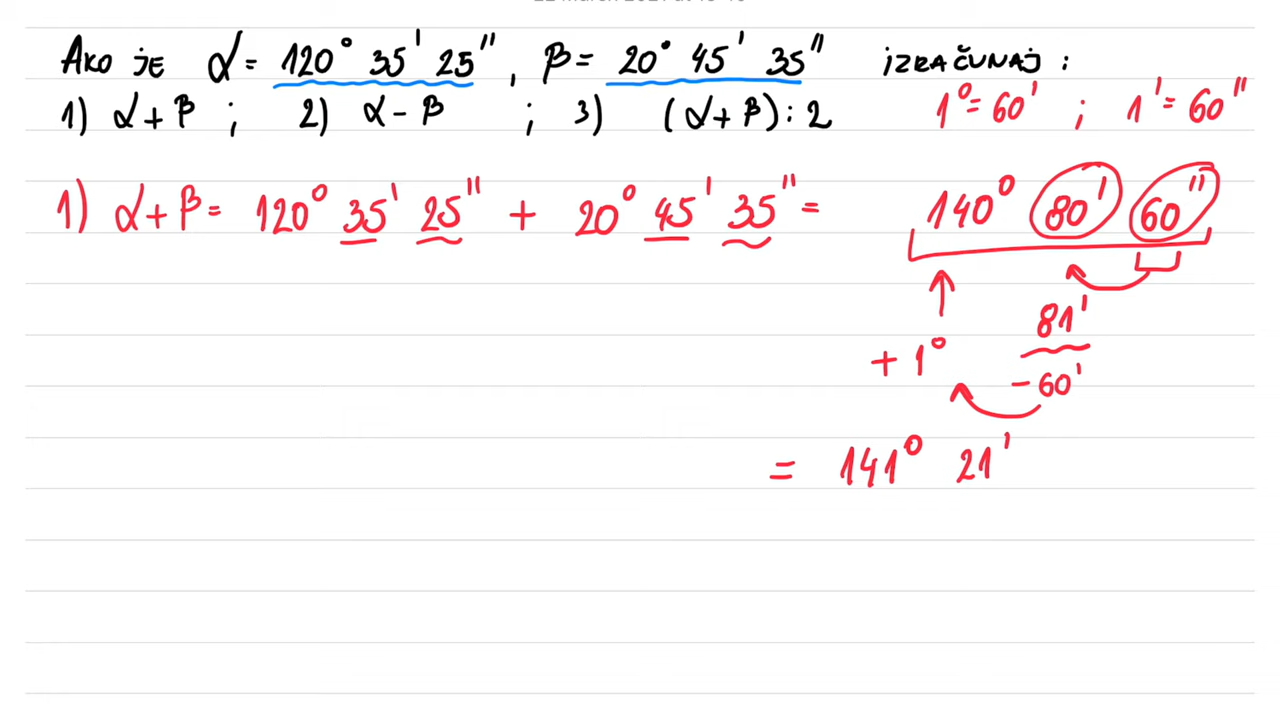 Ako je α = 120° 35' 25'', β = 20° 45' 35'' izračunaj :
1) α + β ; 2) α - β ; 3) (α + β) : 2
1° = 60' ; 1' = 60''
1) α + β = 120° 35' 25'' + 20° 45' 35'' = 140° 80' 60''
81'
+ 1° - 60'
= 141° 21'